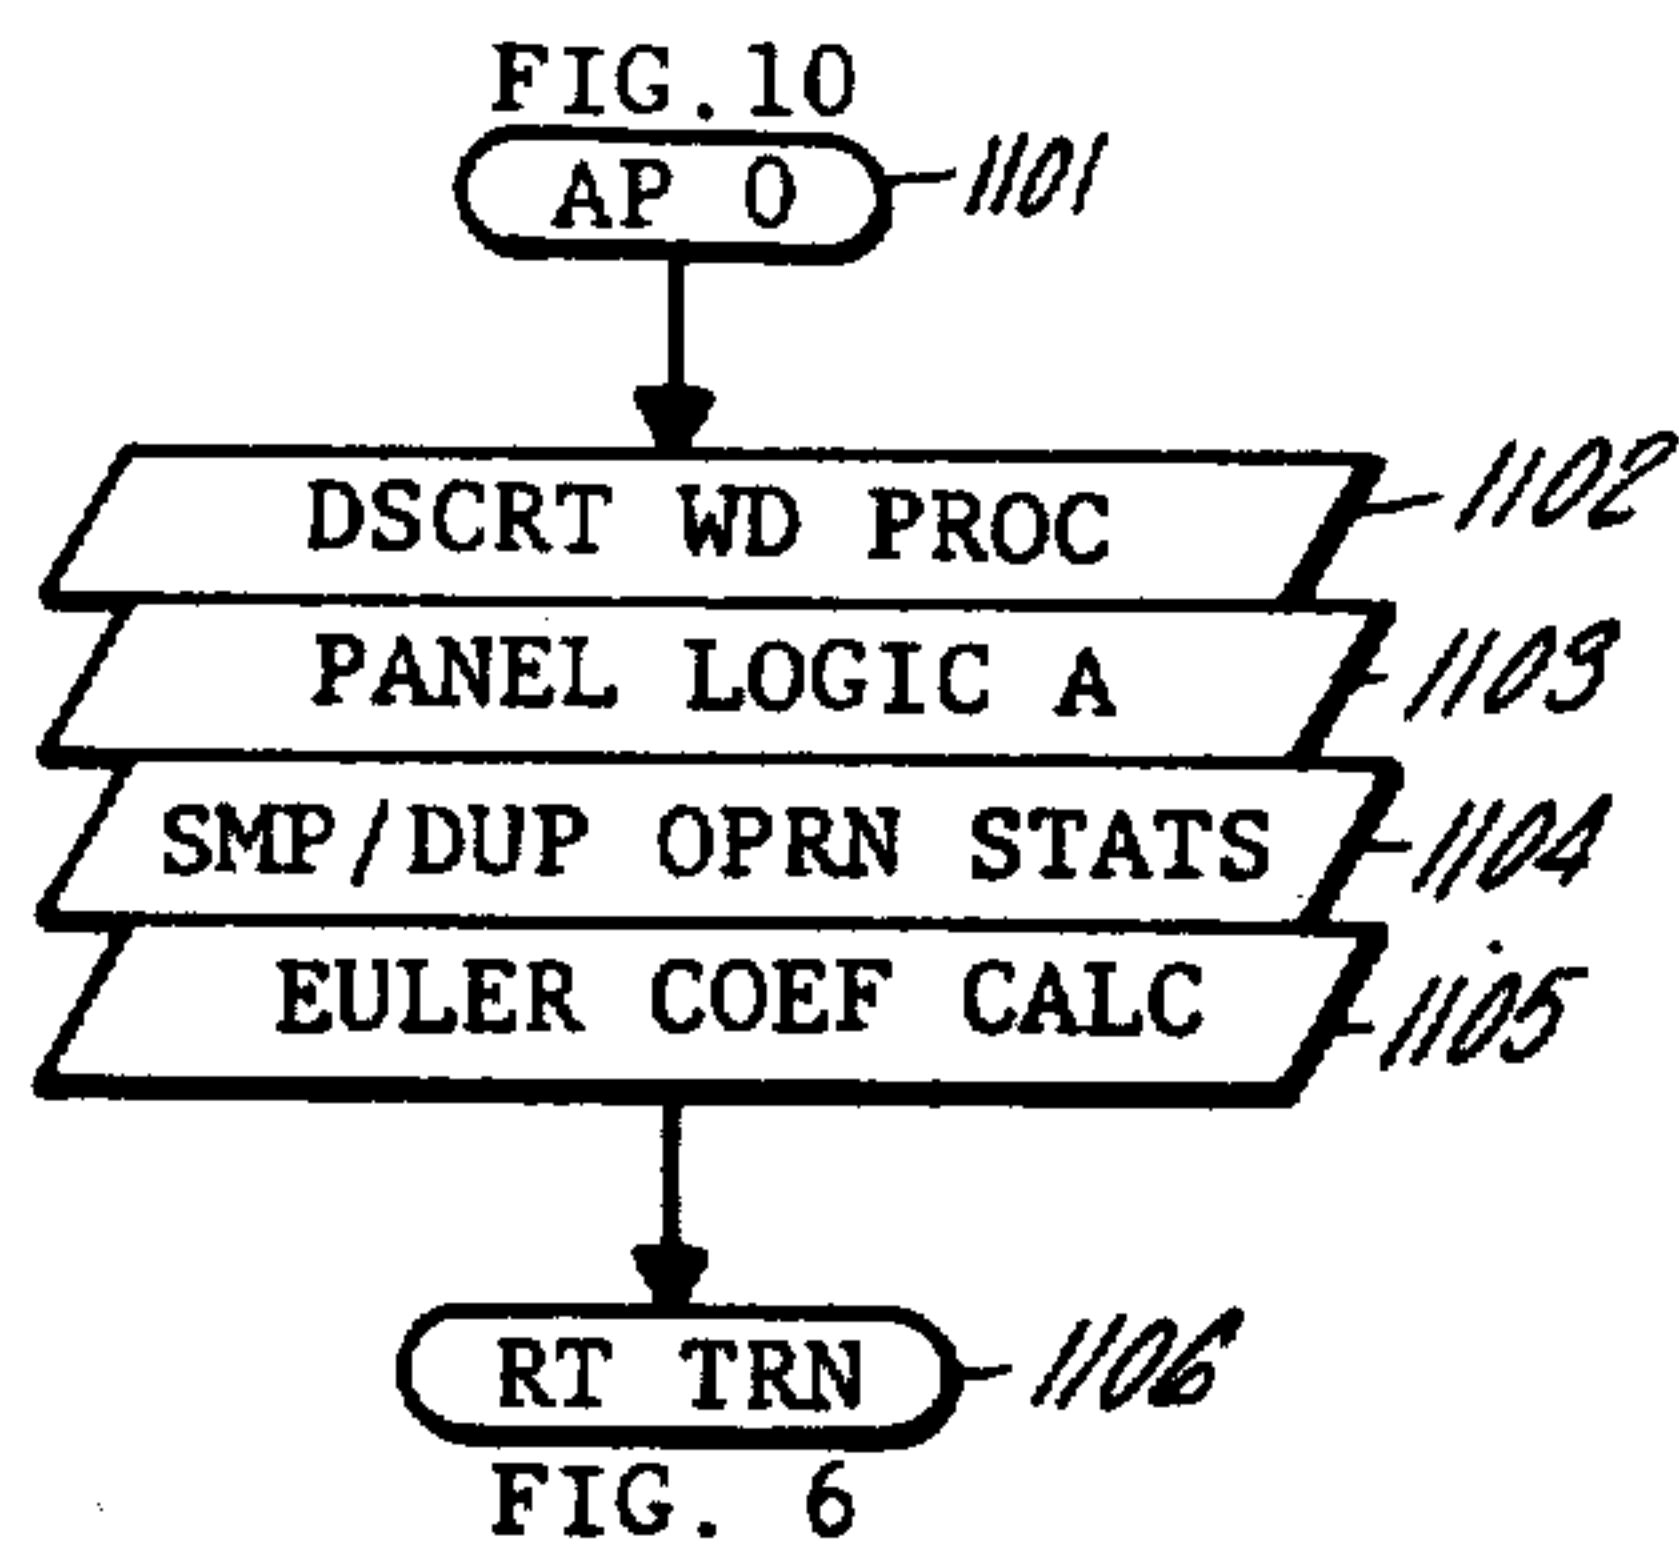 FIG.10
AP 0 1101
DSCRT WD PROC 1102
PANEL LOGIC A 1103
SMP/DUP OPRN STATS 1104
EULER COEF CALC 1105
RT TRN 1106
FIG. 6